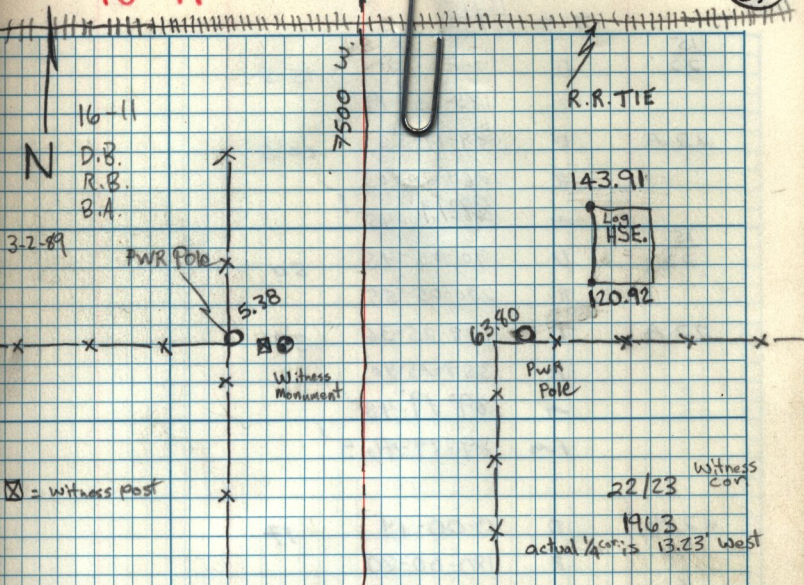 7500 W.
R.R.TIE
16-11
N
D.B.
R.B.
B.A.
3-2-89
143.91
Log
HSE.
120.92
PWR Pole
5.38
63.80
Witness
Monument
PWR
Pole
= witness post
22/23 Witness
cor
1963
actual 1/4 cor. is 13.23' West